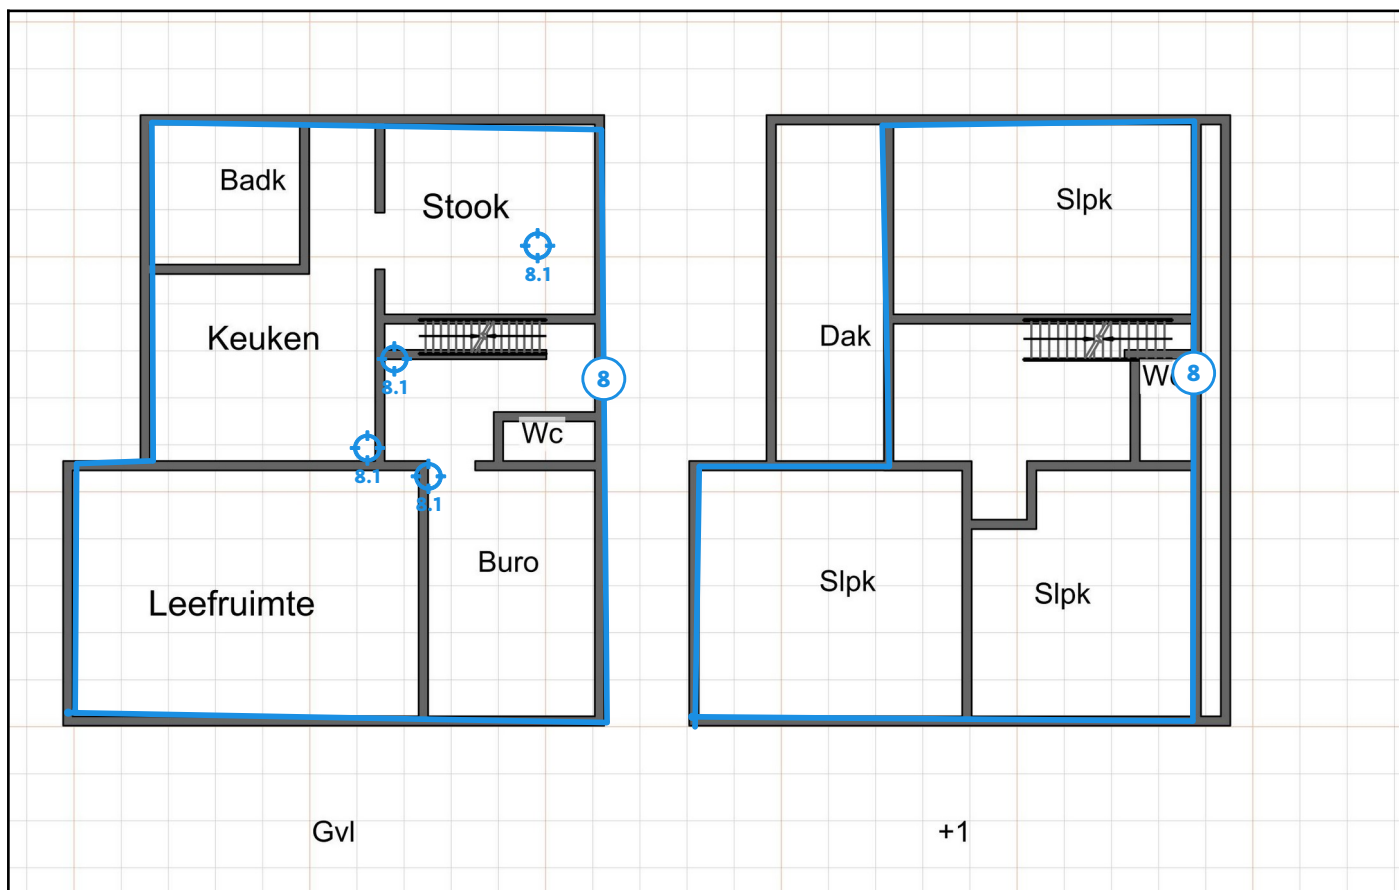 Badk
Stook
8.1
Keuken
8.1
8
Wc
8.1
8.1
Buro
Leefruimte
Gvl
Slpk
Dak
8
Slpk
Slpk
+1